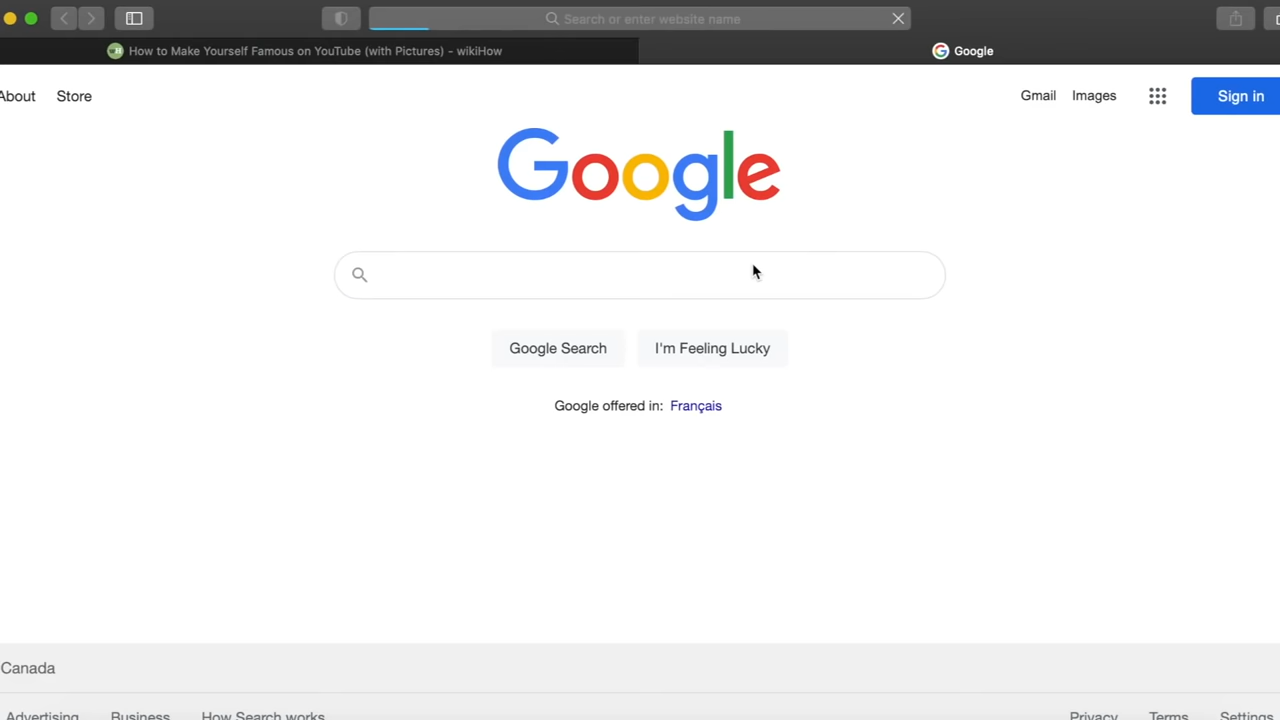 Search or enter website name
How to Make Yourself Famous on YouTube (with Pictures) - wikiHow
Google
About Store
Gmail Images
Sign in
Google
Google Search I'm Feeling Lucky
Google offered in: Français
Canada
Advertising Business How Search works
Privacy Terms Settings